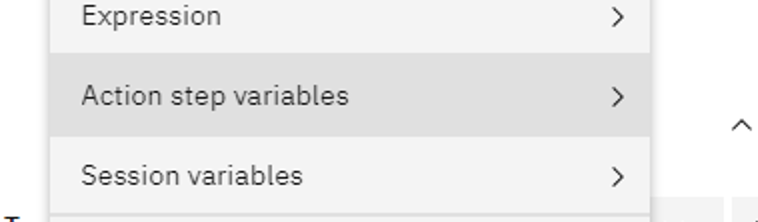 Expression
Action step variables
Session variables